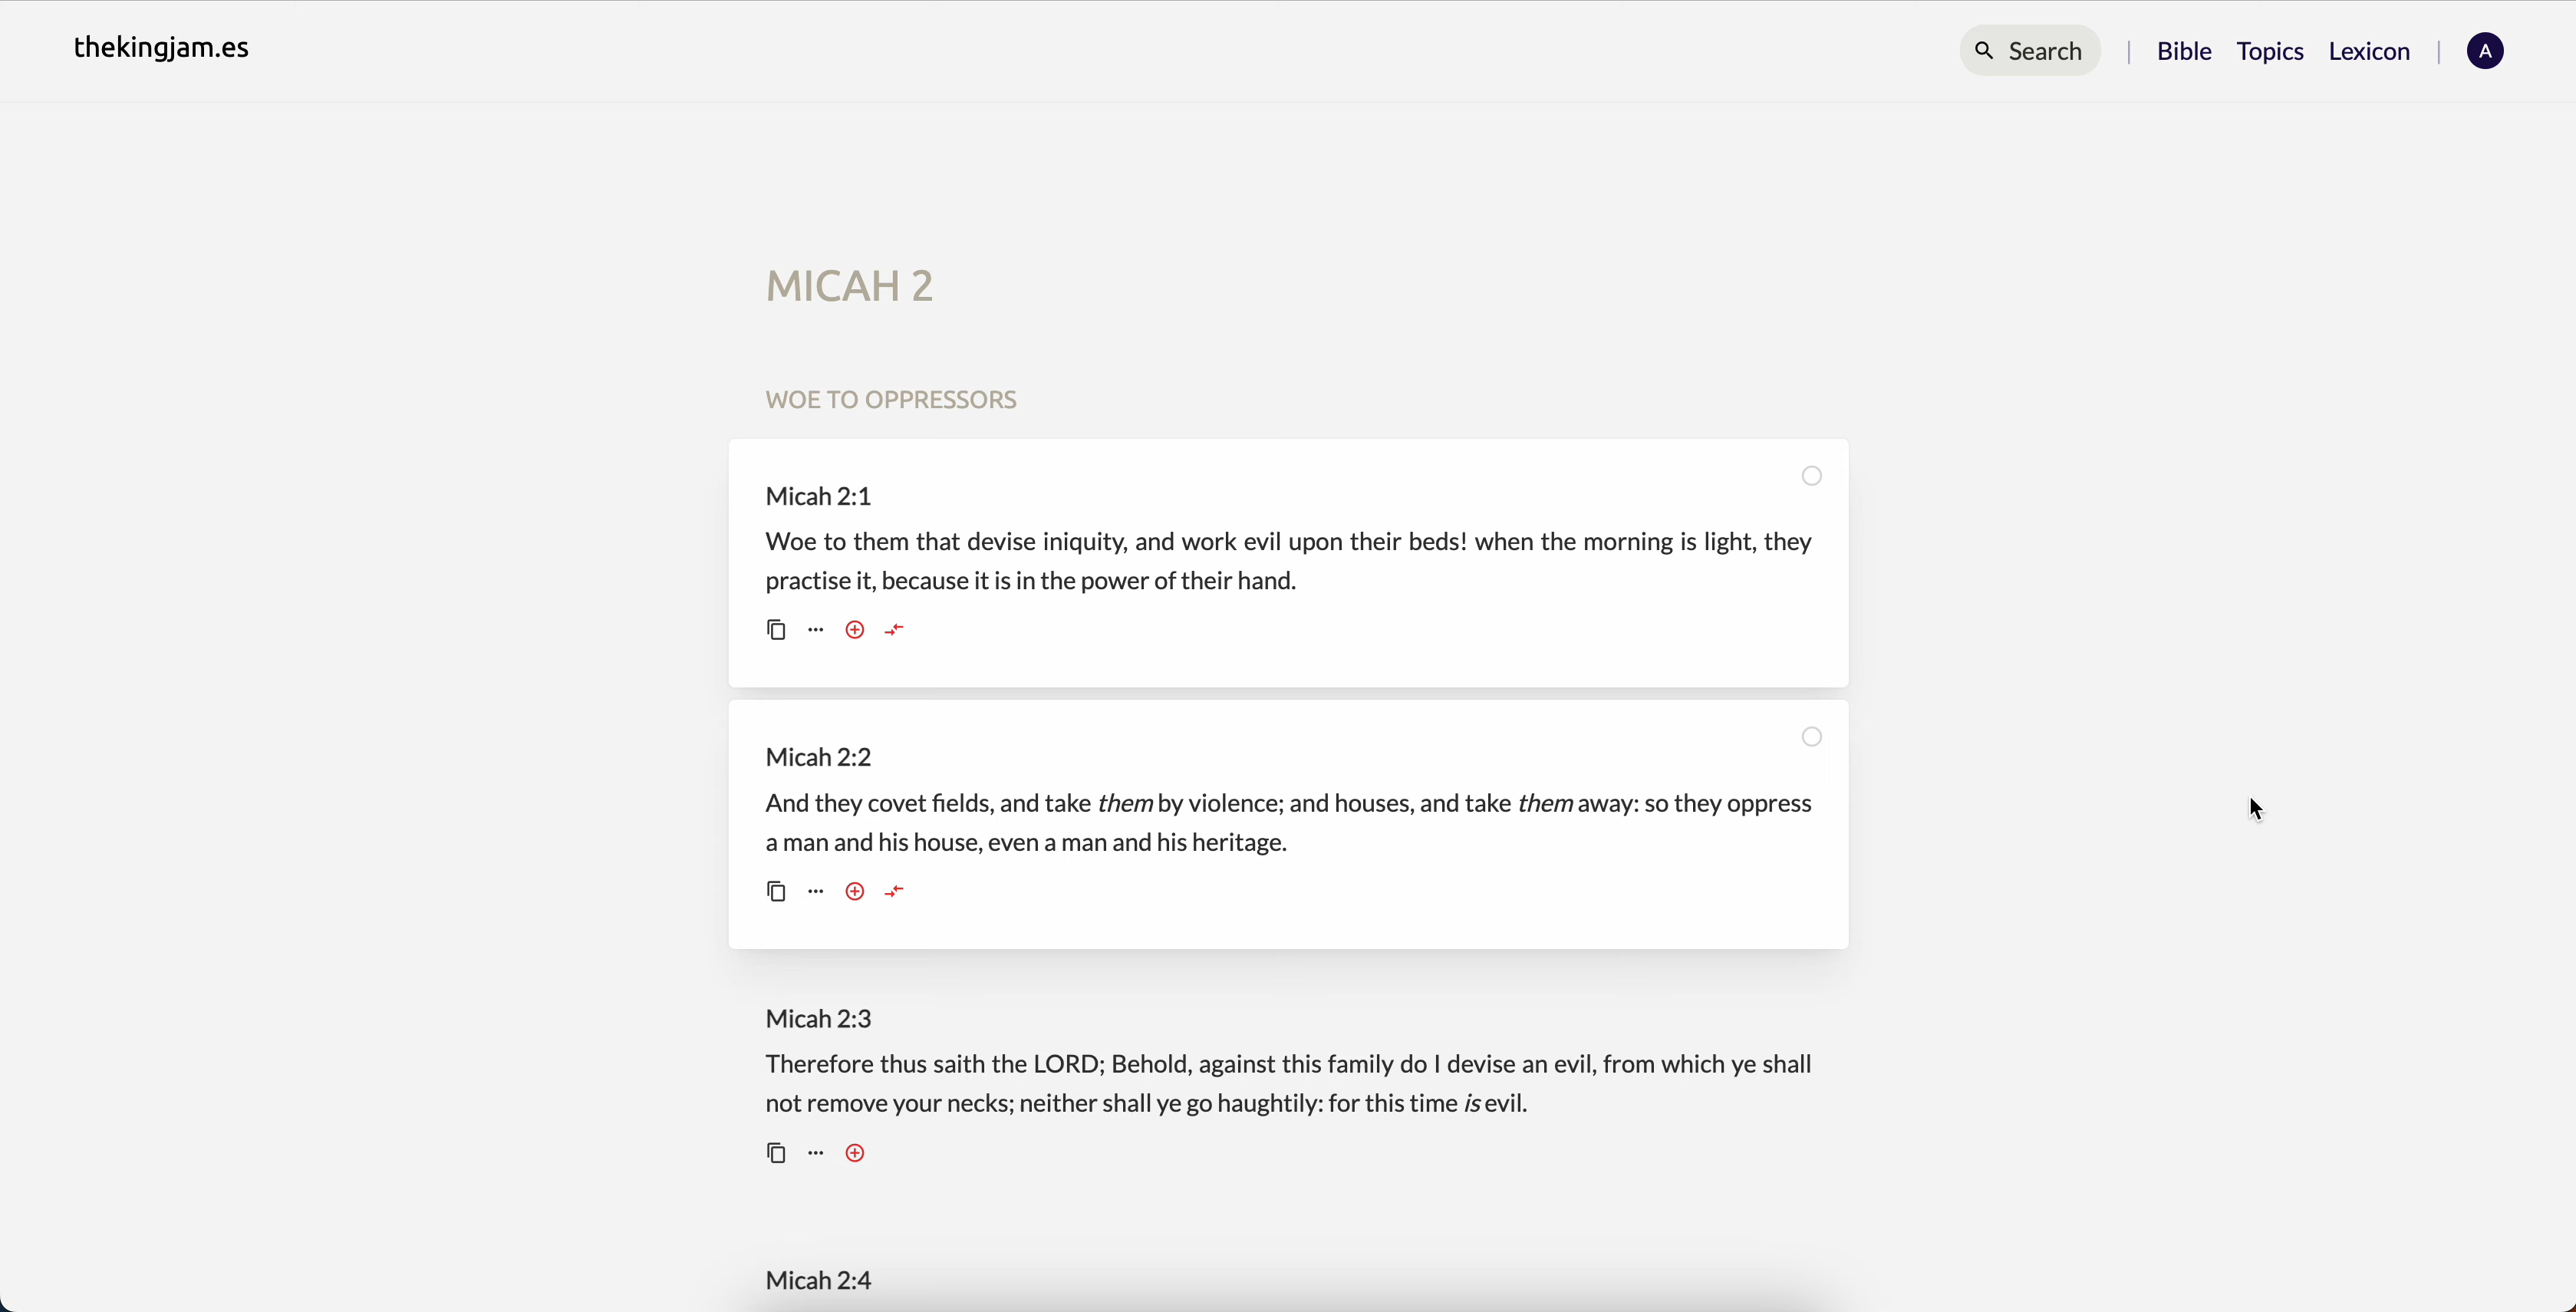 thekingjam.es
Search | Bible Topics Lexicon | A
MICAH 2
WOE TO OPPRESSORS
Micah 2:1
Woe to them that devise iniquity, and work evil upon their beds! when the morning is light, they
practise it, because it is in the power of their hand.
Micah 2:2
And they covet fields, and take them by violence; and houses, and take them away: so they oppress
a man and his house, even a man and his heritage.
Micah 2:3
Therefore thus saith the LORD; Behold, against this family do I devise an evil, from which ye shall
not remove your necks; neither shall ye go haughtily: for this time is evil.
Micah 2:4